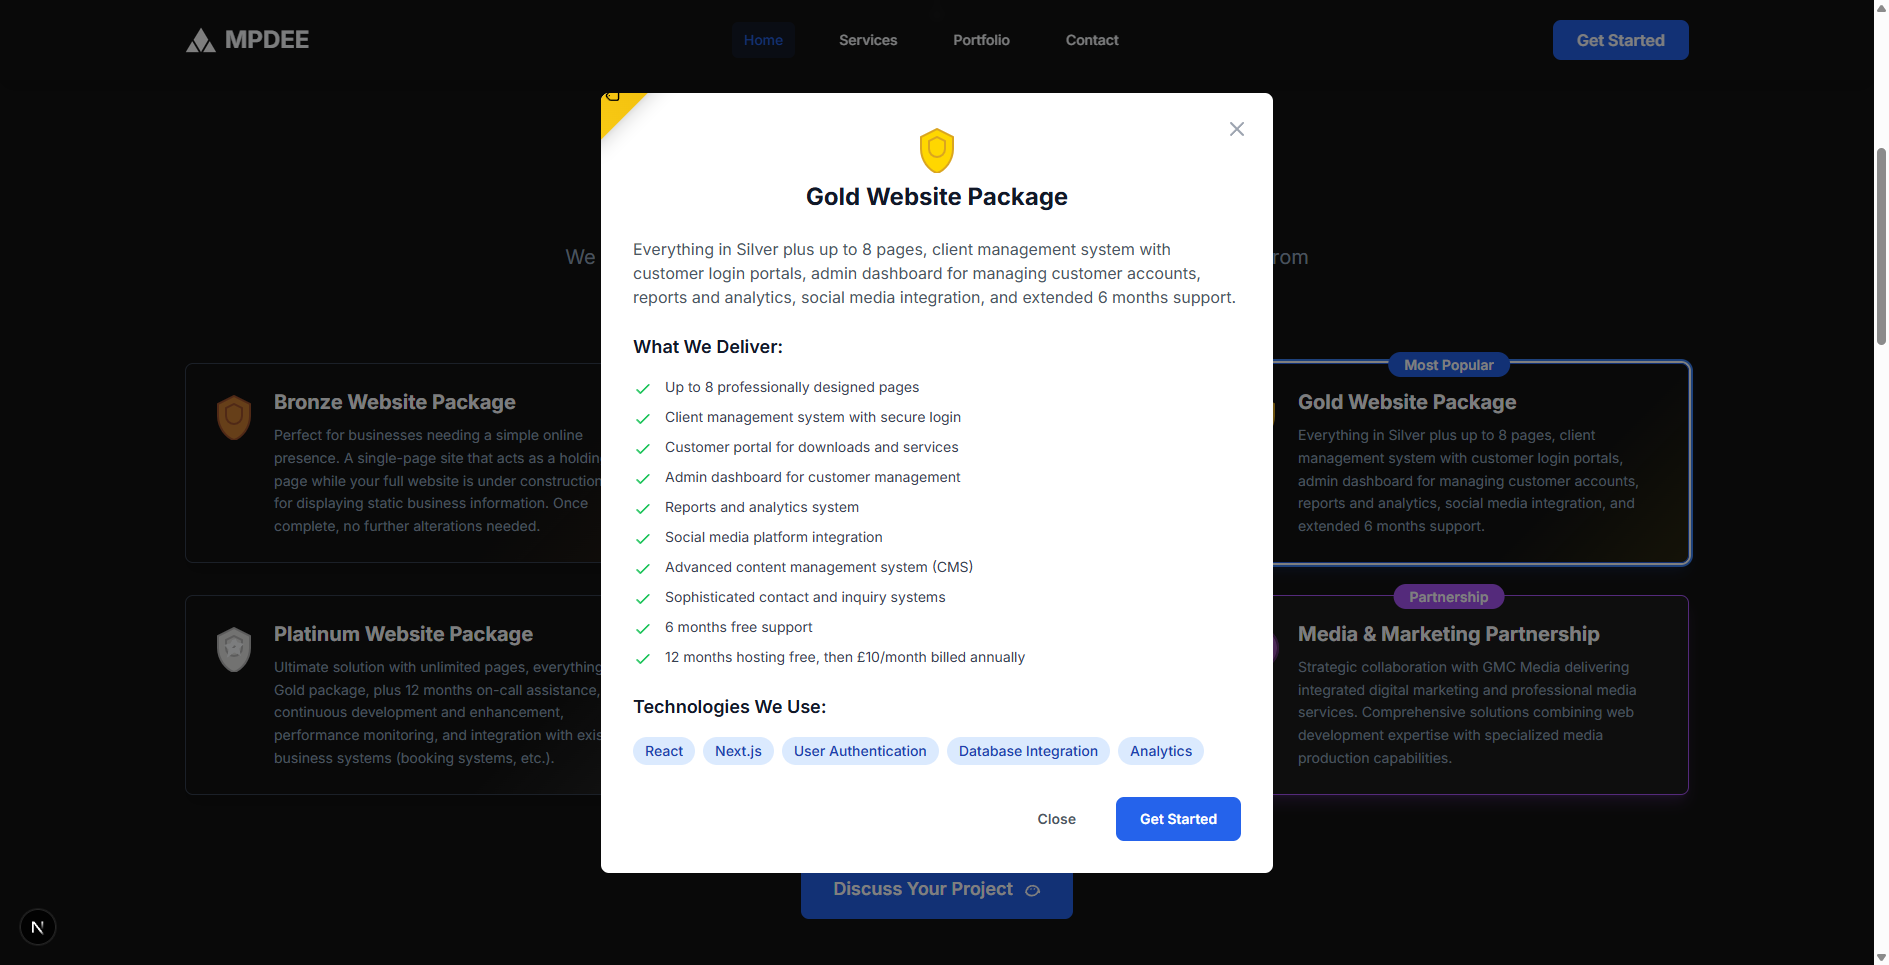 MPDEE
Home
Services
Portfolio
Contact
Get Started
We
rom
Gold Website Package
Everything in Silver plus up to 8 pages, client management system with
customer login portals, admin dashboard for managing customer accounts,
reports and analytics, social media integration, and extended 6 months support.
What We Deliver:
Up to 8 professionally designed pages
Client management system with secure login
Customer portal for downloads and services
Admin dashboard for customer management
Reports and analytics system
Social media platform integration
Advanced content management system (CMS)
Sophisticated contact and inquiry systems
6 months free support
12 months hosting free, then £10/month billed annually
Technologies We Use:
React
Next.js
User Authentication
Database Integration
Analytics
Close
Get Started
Bronze Website Package
Perfect for businesses needing a simple online
presence. A single-page site that acts as a holdin
page while your full website is under construction
for displaying static business information. Once
complete, no further alterations needed.
Most Popular
Gold Website Package
Everything in Silver plus up to 8 pages, client
management system with customer login portals,
admin dashboard for managing customer accounts,
reports and analytics, social media integration, and
extended 6 months support.
Platinum Website Package
Ultimate solution with unlimited pages, everything
Gold package, plus 12 months on-call assistance,
continuous development and enhancement,
performance monitoring, and integration with exis
business systems (booking systems, etc.).
Partnership
Media & Marketing Partnership
Strategic collaboration with GMC Media delivering
integrated digital marketing and professional media
services. Comprehensive solutions combining web
development expertise with specialized media
production capabilities.
Discuss Your Project
N